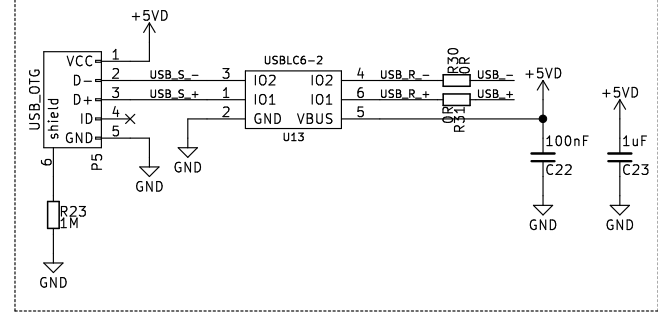 +5VD
USB_OTG
shield
VCC 1
D- 2
D+ 3
ID 4
GND 5
6
P5
USB_S_-
USB_S_+
GND
GND
R23
1M
GND
USBLC6-2
3 IO2 IO2 4
1 IO1 IO1 6
2 GND VBUS 5
U13
USB_R_-
USB_R_+
R30
0R
USB_-
USB_+
0R
R31
+5VD
100nF
C22
GND
+5VD
1uF
C23
GND